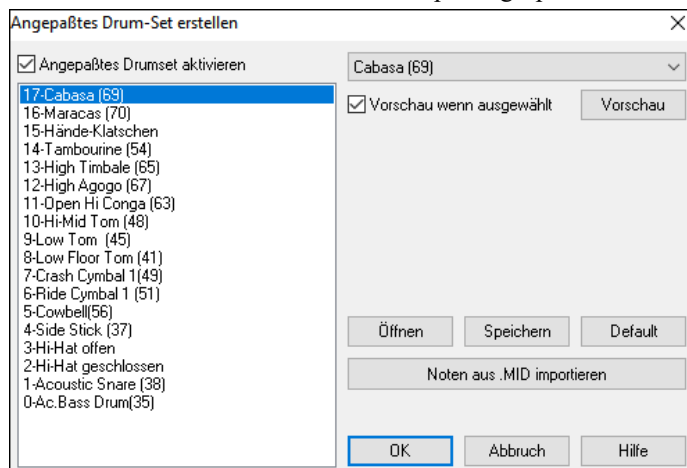 Angepaßtes Drum-Set erstellen
Angepaßtes Drumset aktivieren
17-Cabasa (69)
16-Maracas (70)
15-Hände-Klatschen
14-Tambourine (54)
13-High Timbale (65)
12-High Agogo (67)
11-Open Hi Conga (63)
10-Hi-Mid Tom (48)
9-Low Tom (45)
8-Low Floor Tom (41)
7-Crash Cymbal 1(49)
6-Ride Cymbal 1 (51)
5-Cowbell(56)
4-Side Stick (37)
3-Hi-Hat offen
2-Hi-Hat geschlossen
1-Acoustic Snare (38)
0-Ac.Bass Drum(35)
Cabasa (69)
Vorschau wenn ausgewählt Vorschau
Öffnen Speichern Default
Noten aus .MID importieren
OK Abbruch Hilfe